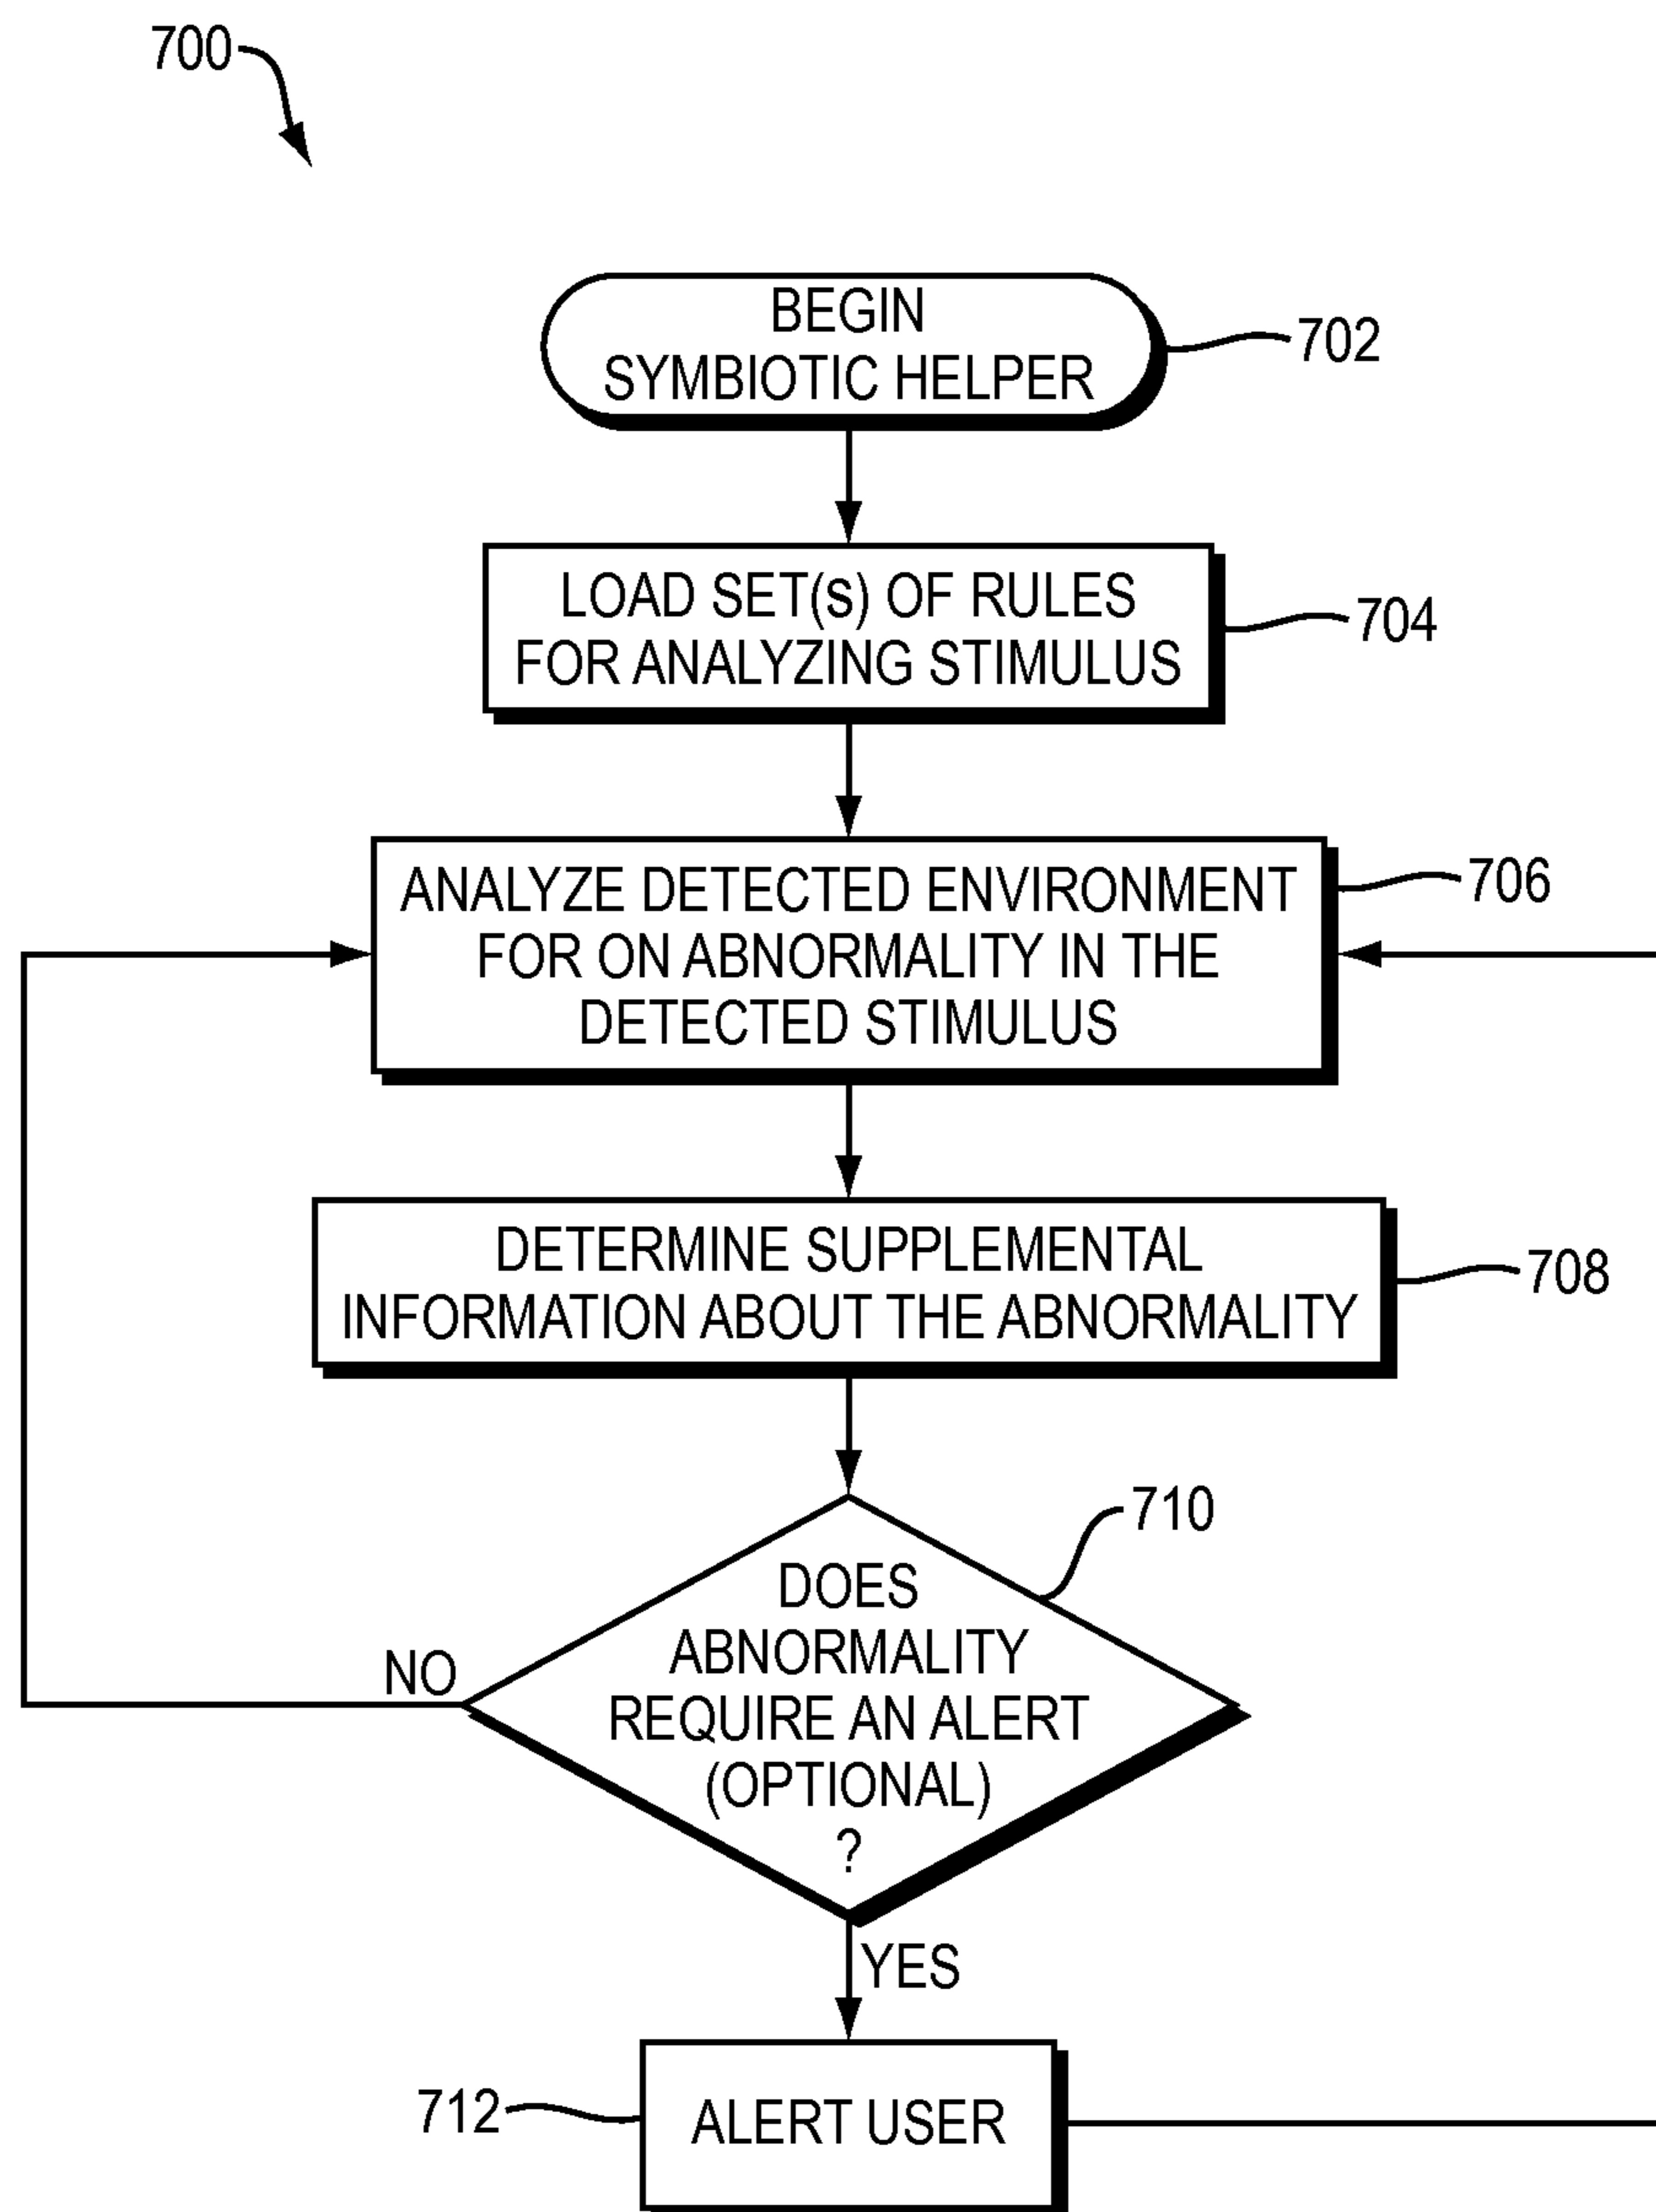 700
BEGIN
SYMBIOTIC HELPER
702
LOAD SET(s) OF RULES
FOR ANALYZING STIMULUS
704
ANALYZE DETECTED ENVIRONMENT
FOR ON ABNORMALITY IN THE
DETECTED STIMULUS
706
DETERMINE SUPPLEMENTAL
INFORMATION ABOUT THE ABNORMALITY
708
DOES
ABNORMALITY
REQUIRE AN ALERT
(OPTIONAL)
?
710
NO
YES
ALERT USER
712